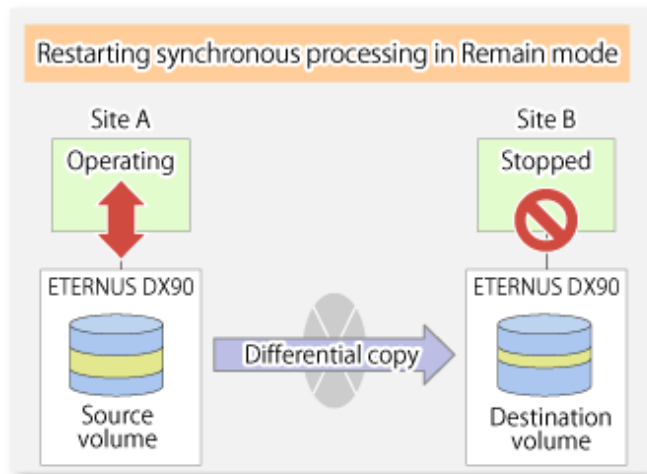 Restarting synchronous processing in Remain mode
Site A
Site B
Operating
Stopped
ETERNUS DX90
ETERNUS DX90
Differential copy
Source
volume
Destination
volume